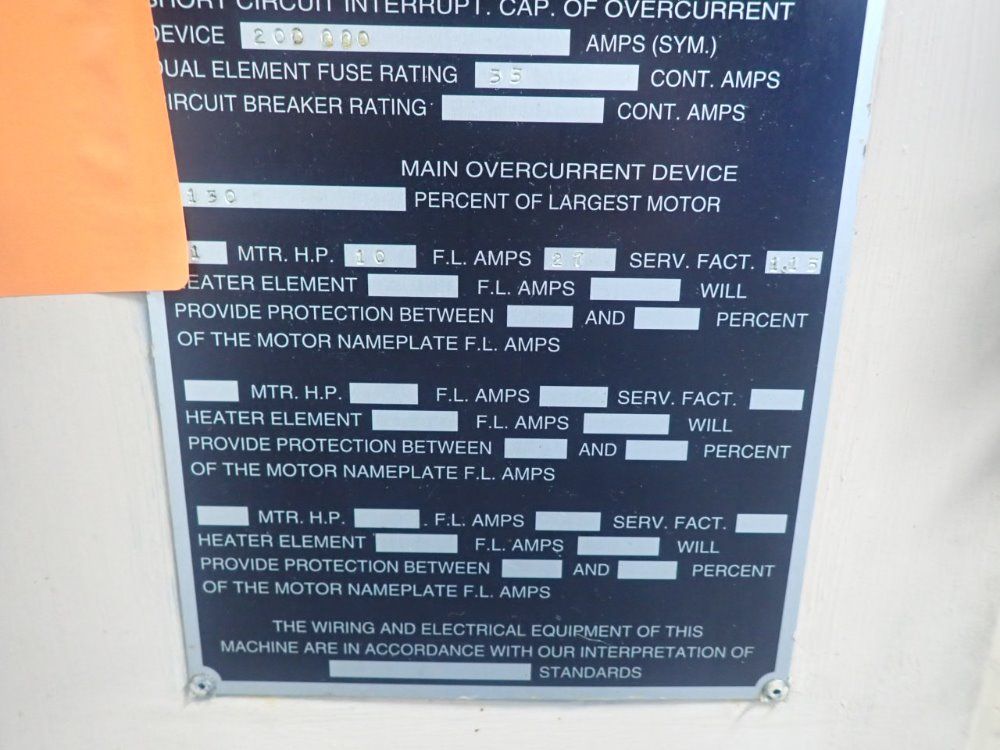 SHORT CIRCUIT INTERRUPT. CAP. OF OVERCURRENT
DEVICE 200 000 AMPS (SYM.)
DUAL ELEMENT FUSE RATING 35 CONT. AMPS
CIRCUIT BREAKER RATING CONT. AMPS
MAIN OVERCURRENT DEVICE
130 PERCENT OF LARGEST MOTOR
1 MTR. H.P. 10 F.L. AMPS 27 SERV. FACT. 1.15
HEATER ELEMENT F.L. AMPS WILL
PROVIDE PROTECTION BETWEEN AND PERCENT
OF THE MOTOR NAMEPLATE F.L. AMPS
MTR. H.P. F.L. AMPS SERV. FACT.
HEATER ELEMENT F.L. AMPS WILL
PROVIDE PROTECTION BETWEEN AND PERCENT
OF THE MOTOR NAMEPLATE F.L. AMPS
MTR. H.P. F.L. AMPS SERV. FACT.
HEATER ELEMENT F.L. AMPS WILL
PROVIDE PROTECTION BETWEEN AND PERCENT
OF THE MOTOR NAMEPLATE F.L. AMPS
THE WIRING AND ELECTRICAL EQUIPMENT OF THIS
MACHINE ARE IN ACCORDANCE WITH OUR INTERPRETATION OF
STANDARDS